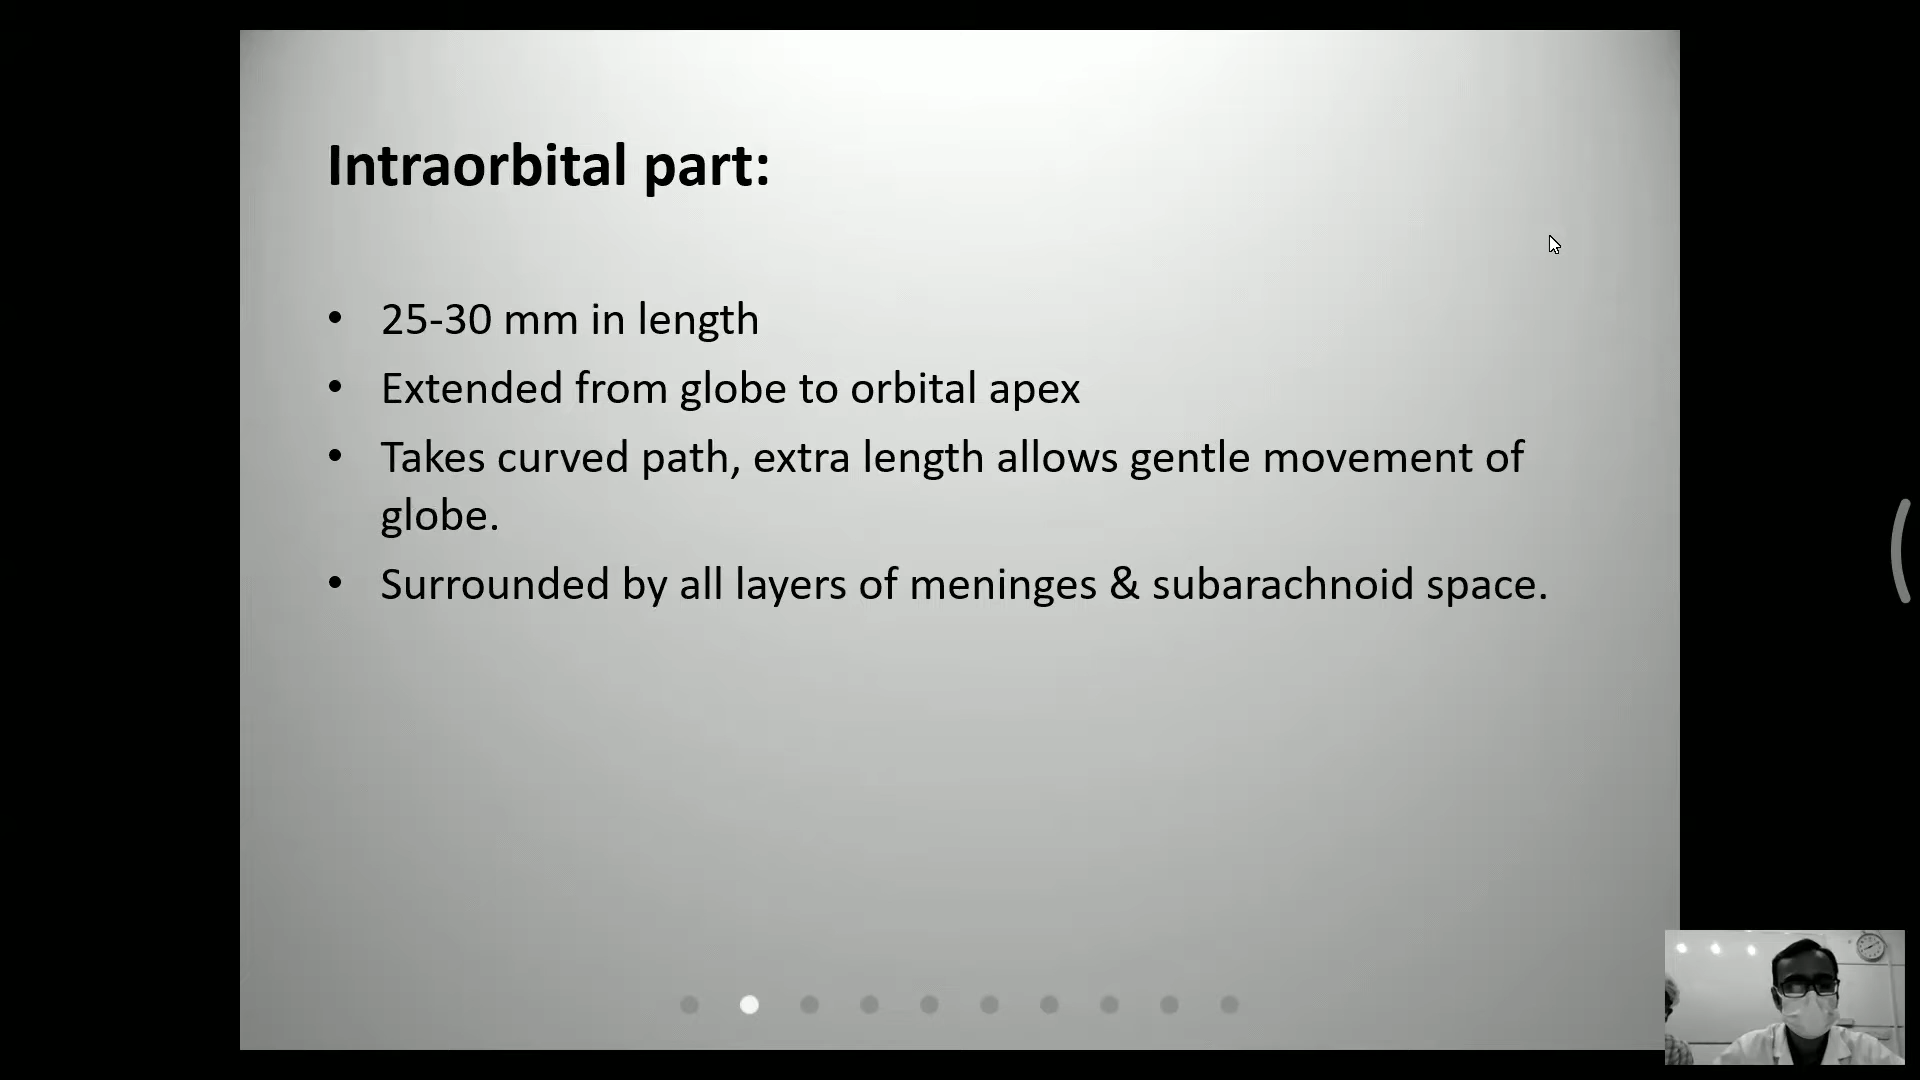 Intraorbital part:
• 25-30 mm in length
• Extended from globe to orbital apex
• Takes curved path, extra length allows gentle movement of
globe.
• Surrounded by all layers of meninges & subarachnoid space.